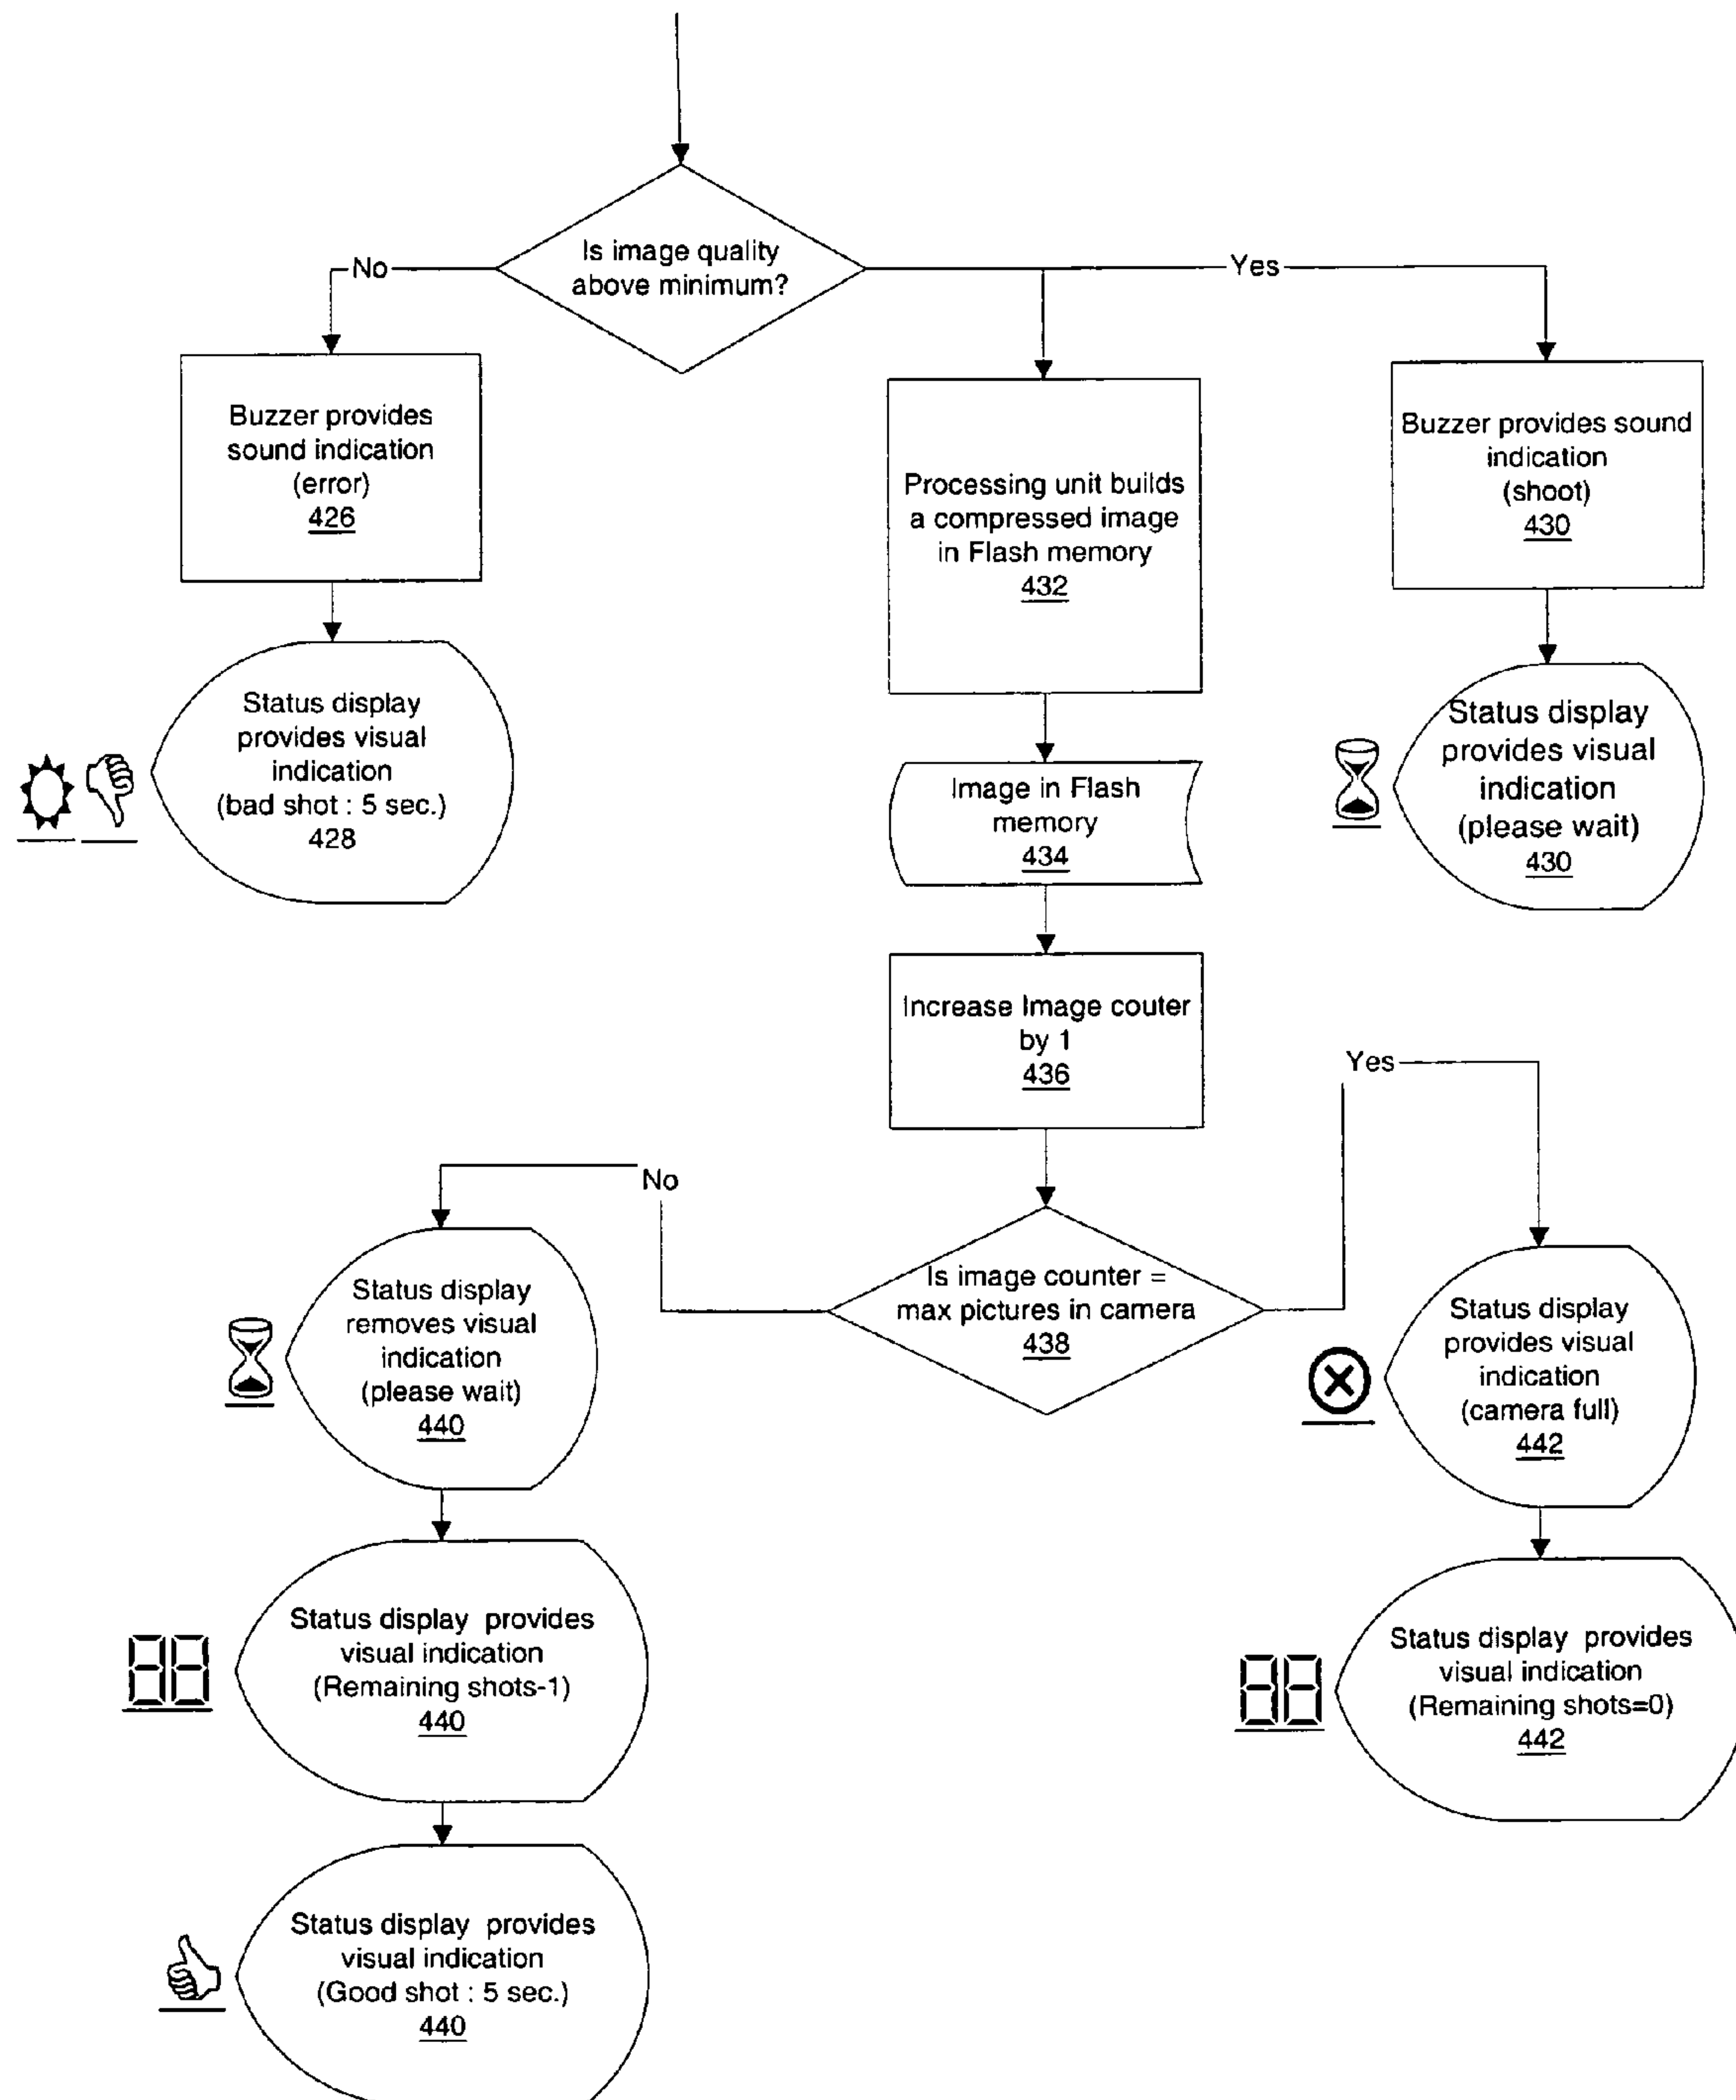 Is image quality
above minimum?
No
Yes
Buzzer provides
sound indication
(error)
426
Processing unit builds
a compressed image
in Flash memory
432
Buzzer provides sound
indication
(shoot)
430
Status display
provides visual
indication
(bad shot : 5 sec.)
428
Image in Flash
memory
434
Status display
provides visual
indication
(please wait)
430
Increase Image couter
by 1
436
Yes
No
Is image counter =
max pictures in camera
438
Status display
removes visual
indication
(please wait)
440
Status display
provides visual
indication
(camera full)
442
88
Status display provides
visual indication
(Remaining shots-1)
440
88
Status display provides
visual indication
(Remaining shots=0)
442
Status display provides
visual indication
(Good shot : 5 sec.)
440